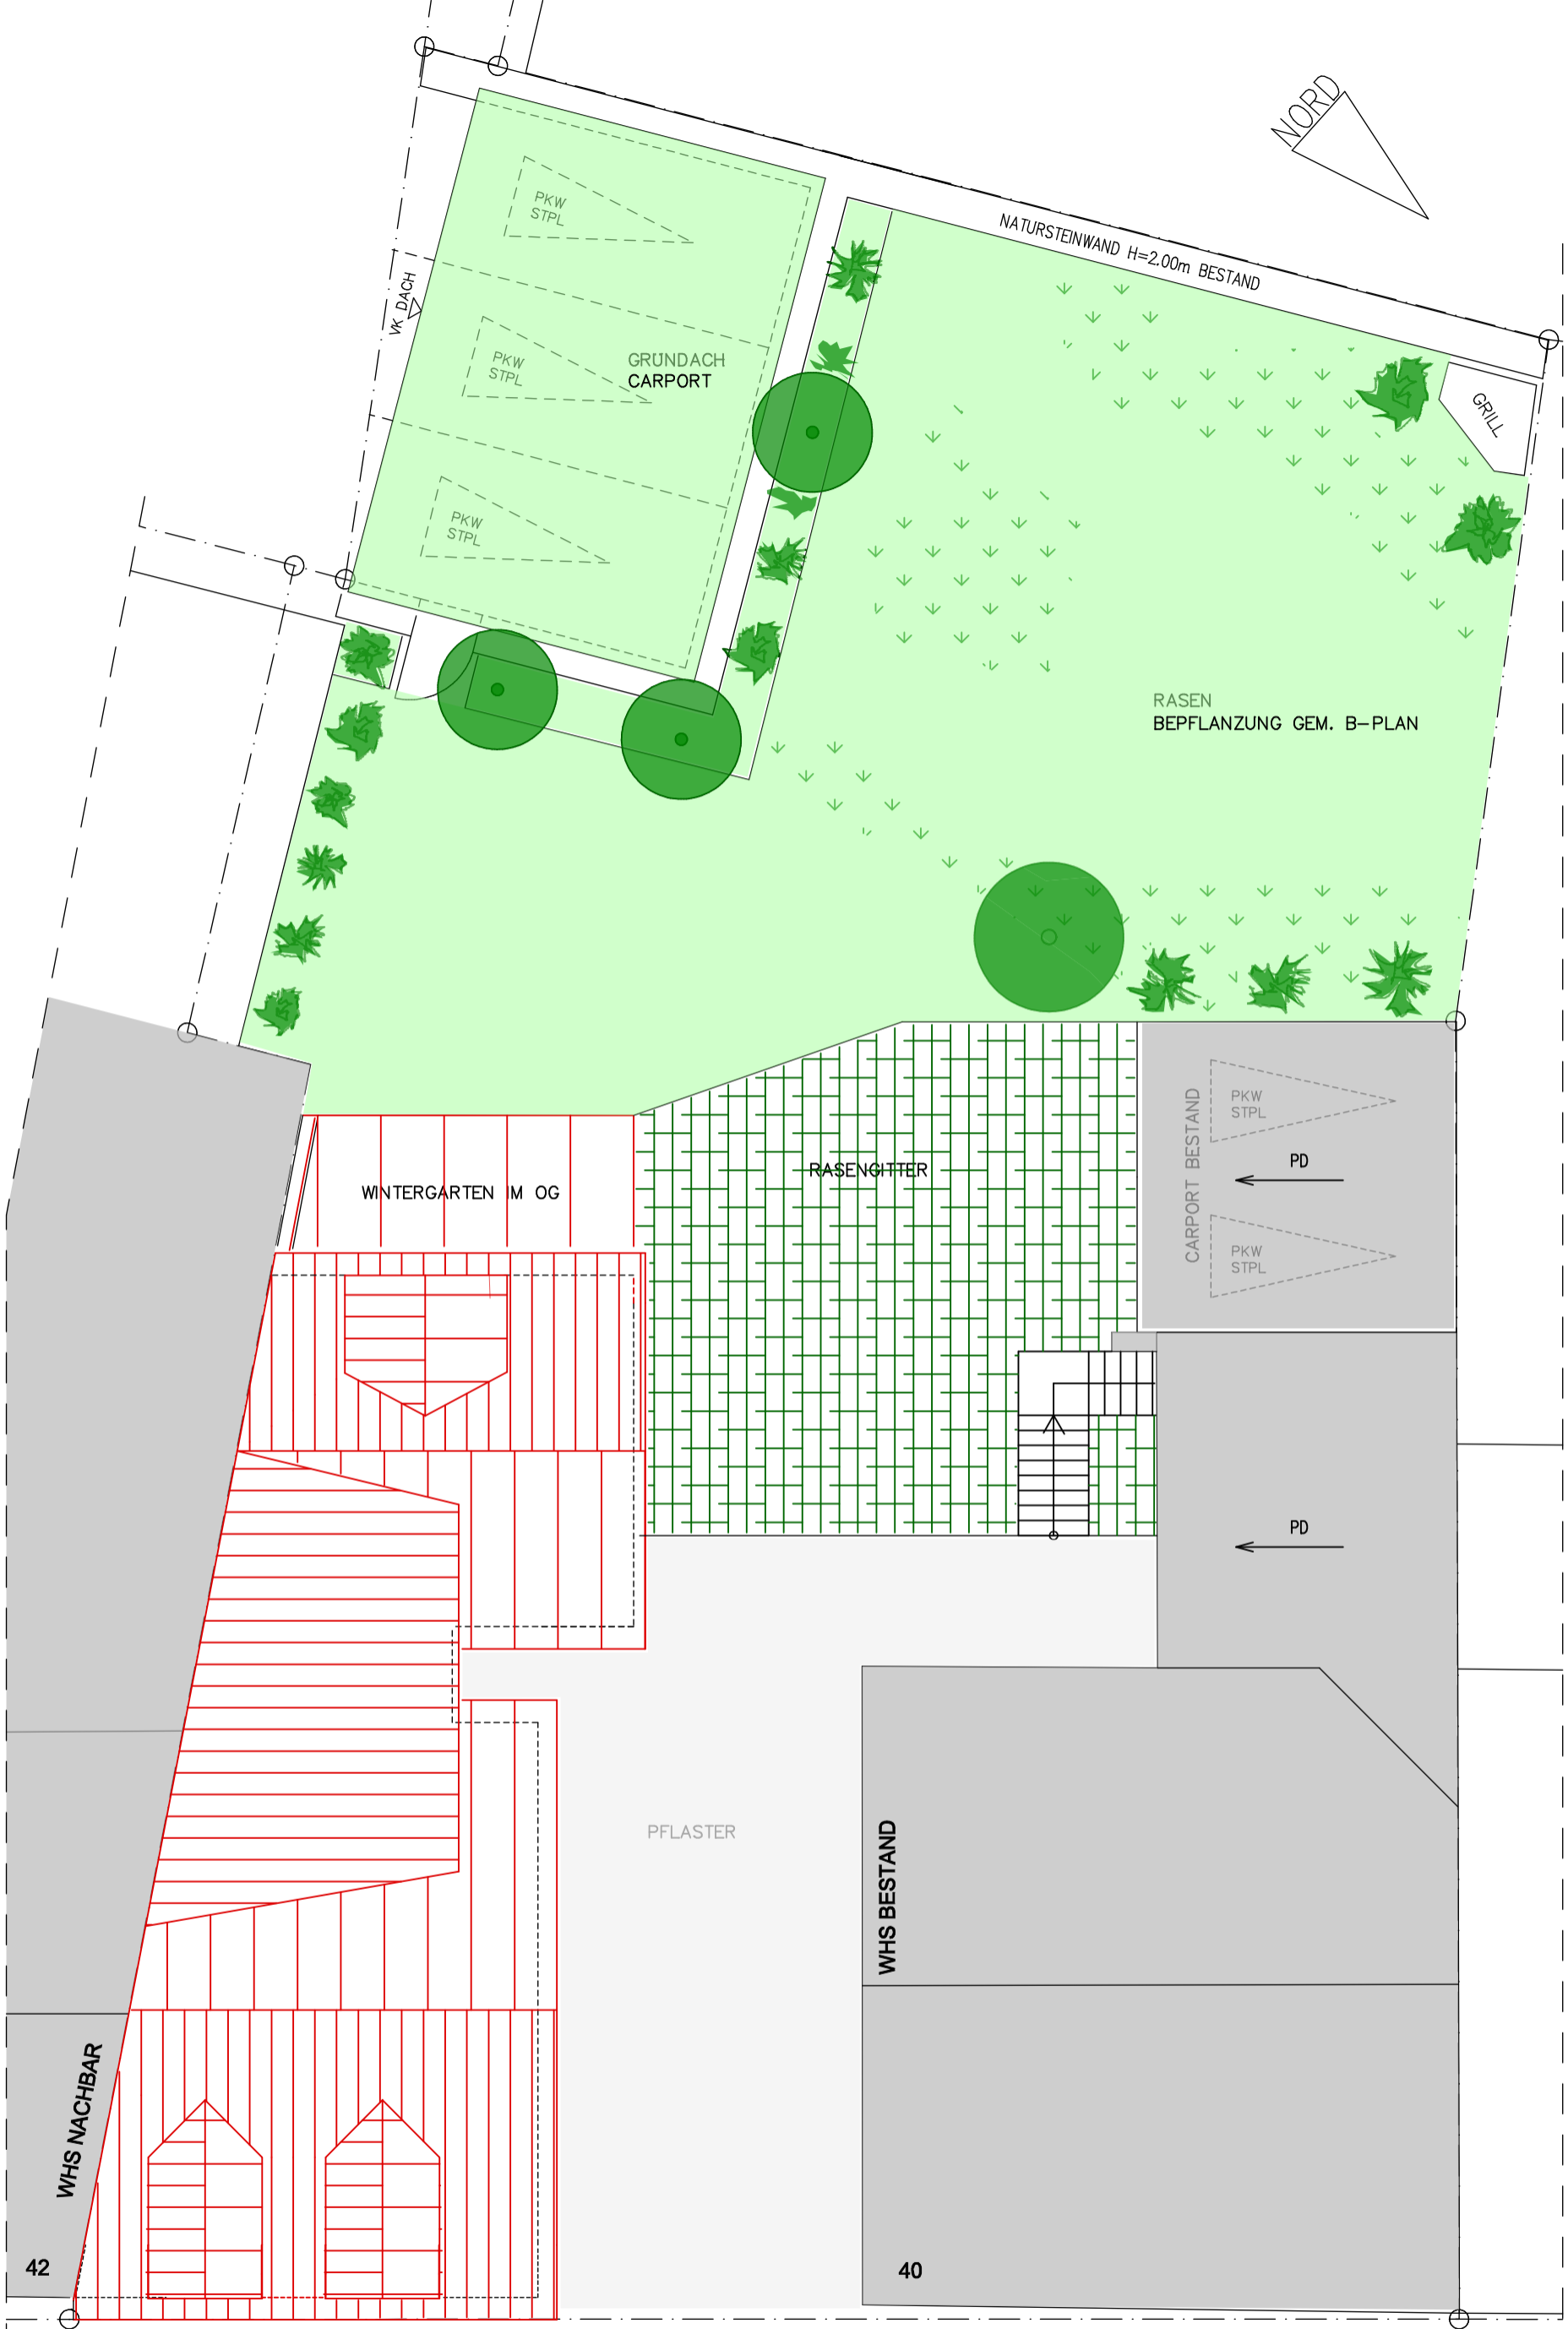 NORD
NATURSTEINWAND H=2.00m BESTAND
PKW
STPL
VK DACH
PKW
STPL
GRÜNDACH
CARPORT
GRILL
PKW
STPL
RASEN
BEPFLANZUNG GEM. B-PLAN
CARPORT BESTAND
PKW
STPL
PD
RASENGITTER
WINTERGARTEN IM OG
PKW
STPL
PD
PFLASTER
WHS BESTAND
WHS NACHBAR
42
40